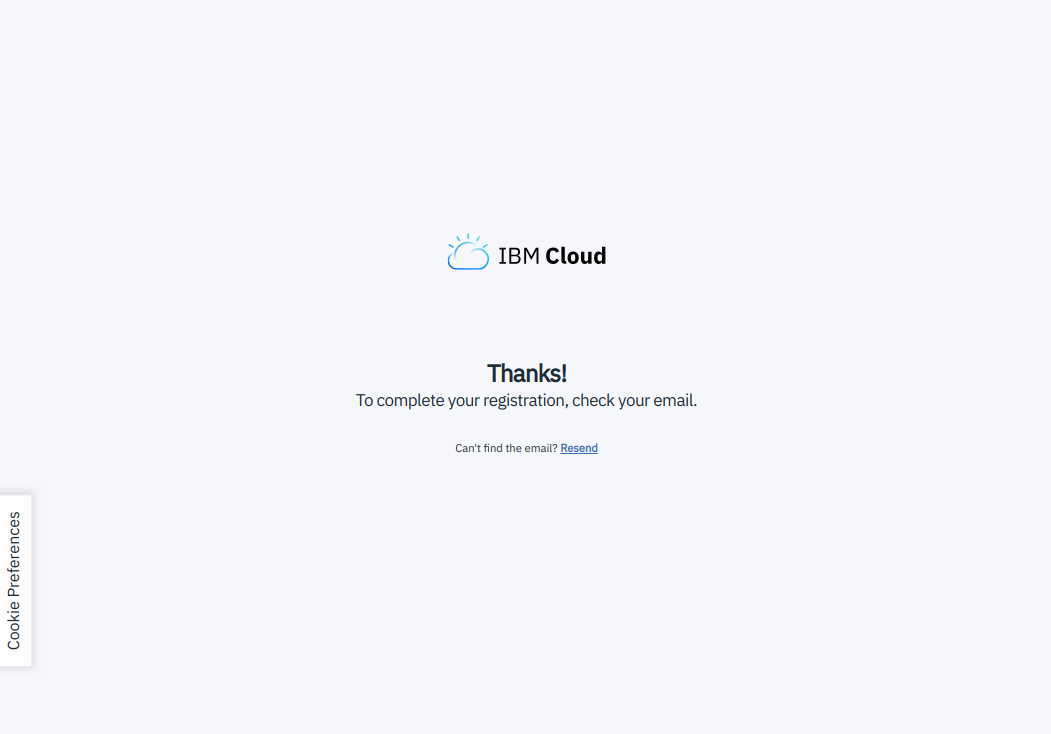 IBM Cloud
Thanks!
To complete your registration, check your email.
Can't find the email? Resend
Cookie Preferences